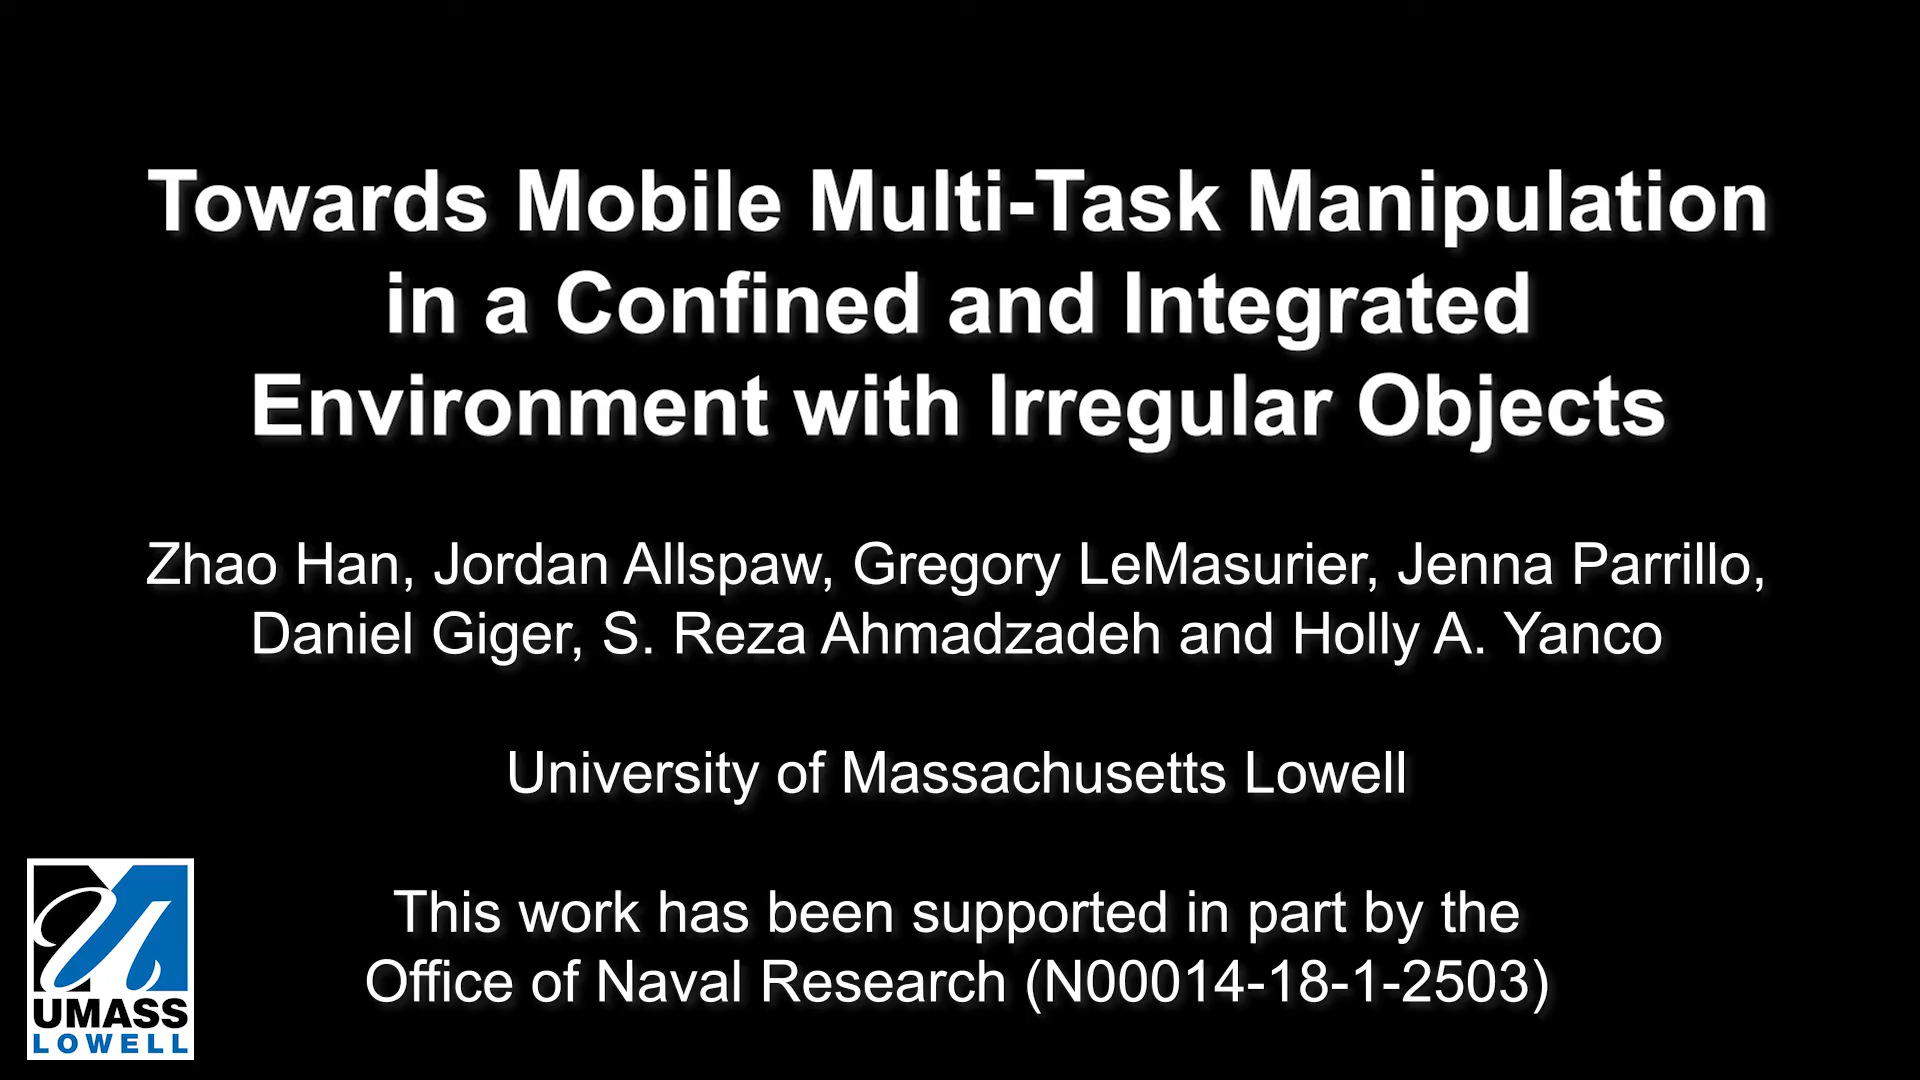 Towards Mobile Multi-Task Manipulation
in a Confined and Integrated
Environment with Irregular Objects
Zhao Han, Jordan Allspaw, Gregory LeMasurier, Jenna Parrillo,
Daniel Giger, S. Reza Ahmadzadeh and Holly A. Yanco
University of Massachusetts Lowell
This work has been supported in part by the
Office of Naval Research (N00014-18-1-2503)
UMASS
LOWELL